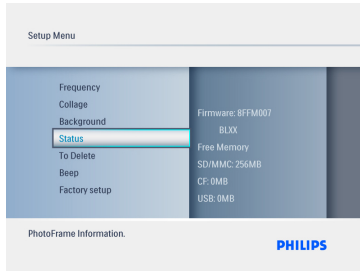 Setup Menu
Frequency
Collage
Background
Status
To Delete
Beep
Factory setup
Firmware: 8FFM007
BLXX
Free Memory
SD/MMC: 256MB
CF: 0MB
USB: 0MB
PhotoFrame Information.
PHILIPS